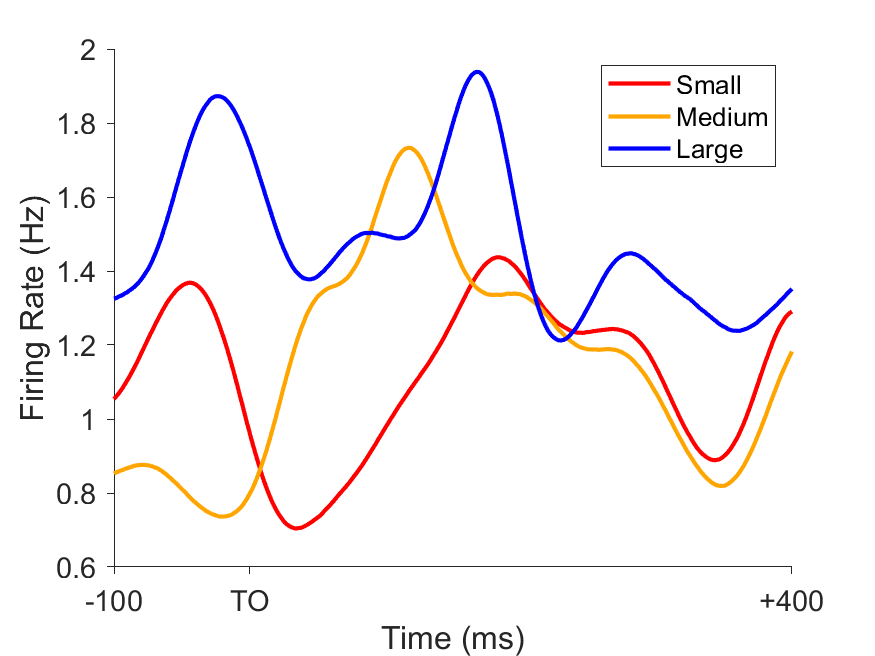 2
1.8
1.6
1.4
1.2
1
0.8
0.6
Firing Rate (Hz)
Small
Medium
Large
-100
TO
+400
Time (ms)